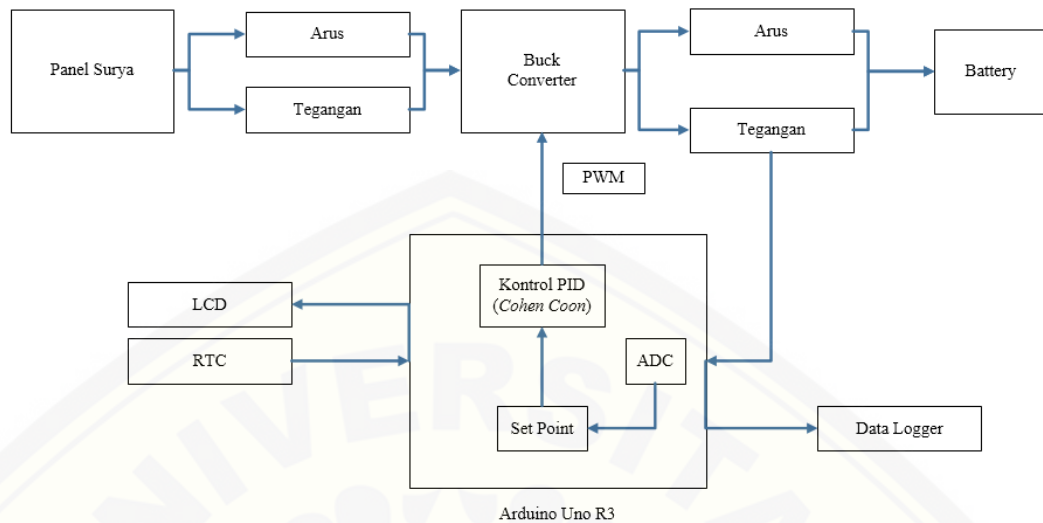 Panel Surya
Arus
Tegangan
Buck
Converter
Arus
Tegangan
Battery
PWM
LCD
RTC
Kontrol PID
(Cohen Coon)
ADC
Set Point
Data Logger
Arduino Uno R3
UNIVERSITA